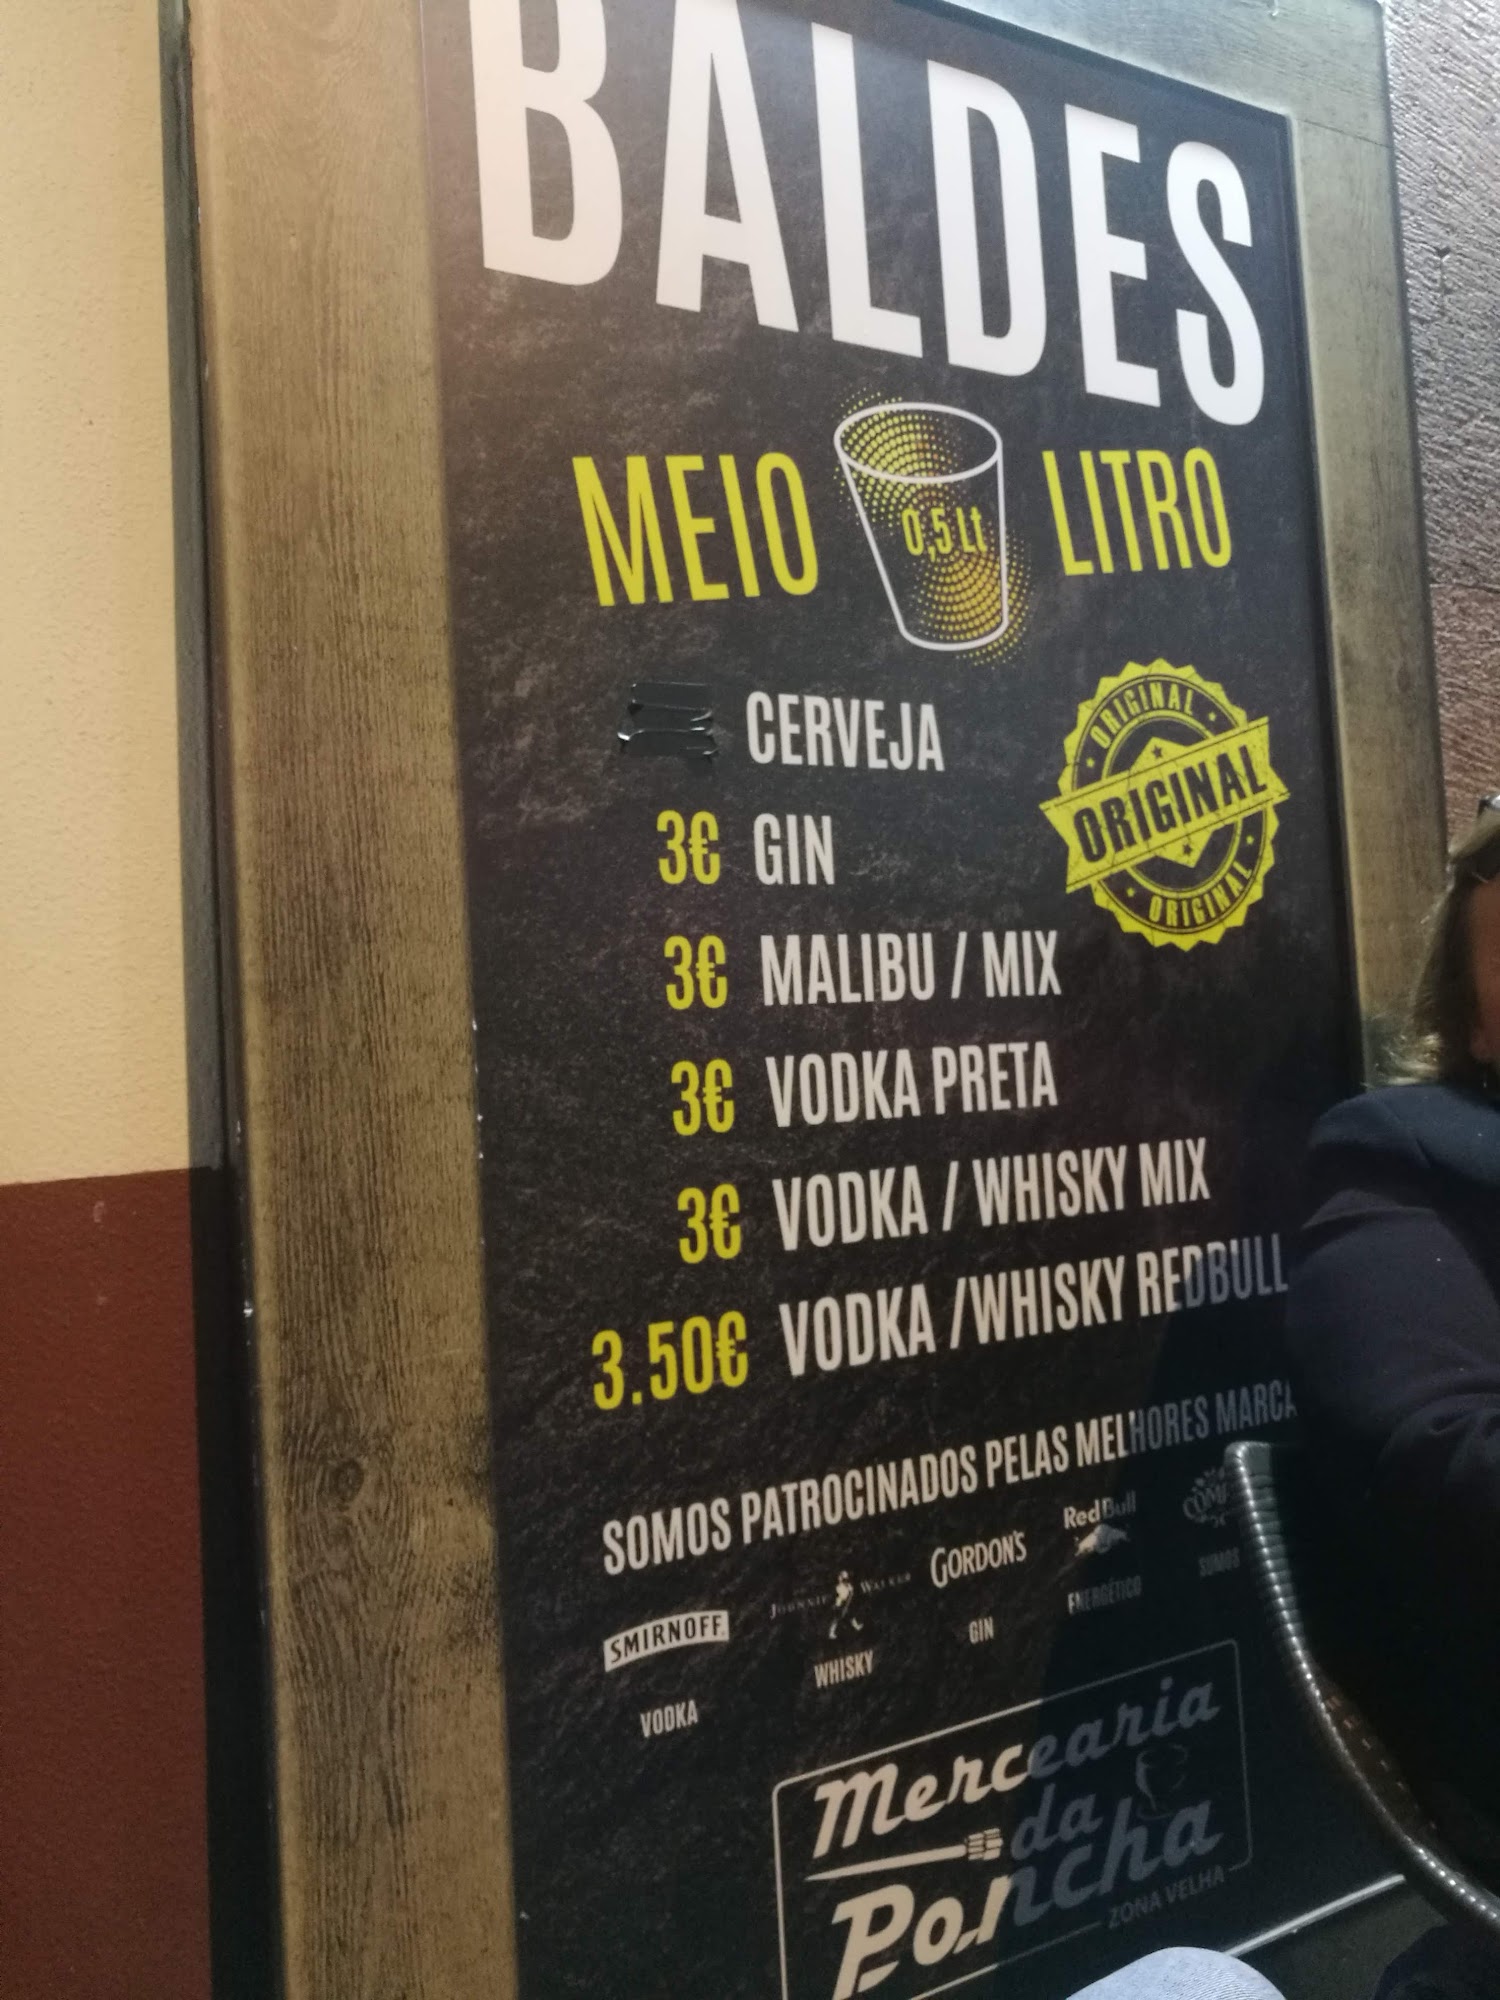 BALDES
MEIO 0,5 Lt LITRO
CERVEJA
ORIGINAL
ORIGINAL
ORIGINAL
3€ GIN
3€ MALIBU / MIX
3€ VODKA PRETA
3€ VODKA / WHISKY MIX
3.50€ VODKA /WHISKY REDBULL
SOMOS PATROCINADOS PELAS MELHORES MARCA
SMIRNOFF
VODKA
JOHNNIE WALKER
WHISKY
GORDON'S
GIN
RedBull
ENERGÉTICO
SUMOS
Mercearia
da
Poncha
ZONA VELHA